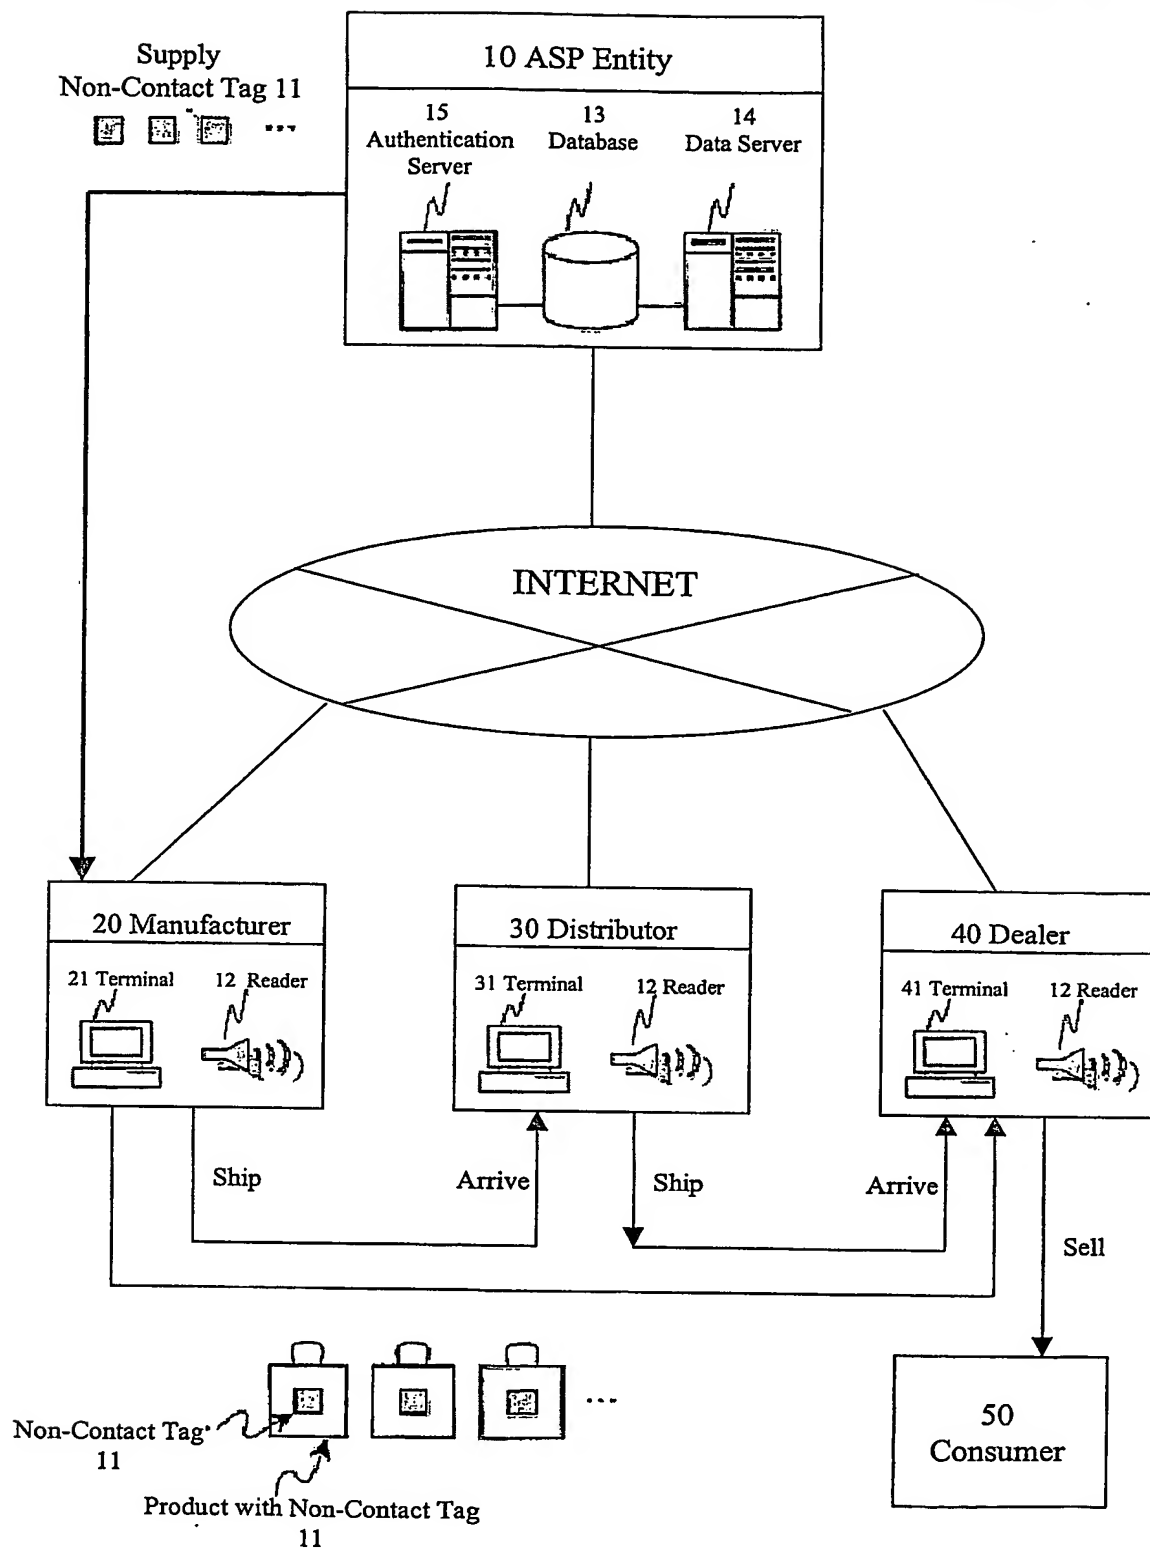 Supply
Non-Contact Tag 11
...
10 ASP Entity
15
Authentication
Server
13
Database
14
Data Server
INTERNET
20 Manufacturer
21 Terminal
12 Reader
30 Distributor
31 Terminal
12 Reader
40 Dealer
41 Terminal
12 Reader
Ship
Arrive
Ship
Arrive
Sell
...
Non-Contact Tag
11
Product with Non-Contact Tag
11
50
Consumer